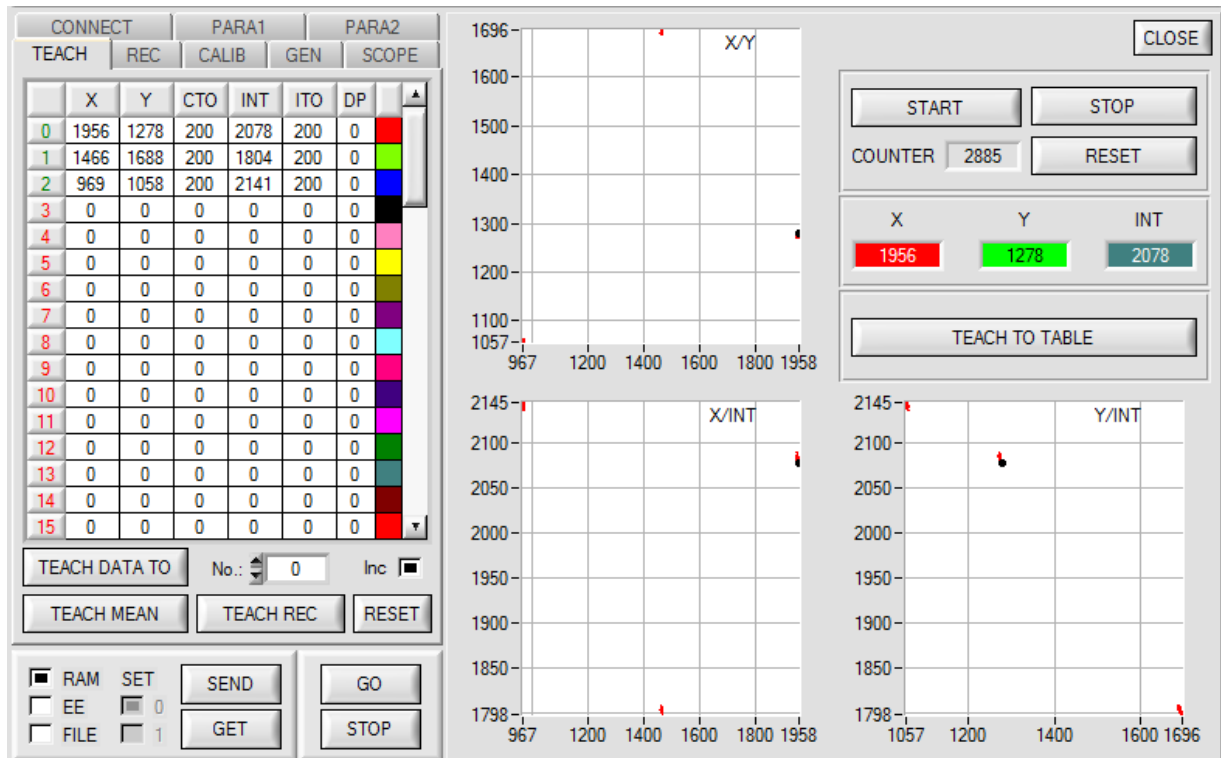 CONNECT PARA1 PARA2
TEACH REC CALIB GEN SCOPE
X Y CTO INT ITO DP
0 1956 1278 200 2078 200 0
1 1466 1688 200 1804 200 0
2 969 1058 200 2141 200 0
3 0 0 0 0 0 0
4 0 0 0 0 0 0
5 0 0 0 0 0 0
6 0 0 0 0 0 0
7 0 0 0 0 0 0
8 0 0 0 0 0 0
9 0 0 0 0 0 0
10 0 0 0 0 0 0
11 0 0 0 0 0 0
12 0 0 0 0 0 0
13 0 0 0 0 0 0
14 0 0 0 0 0 0
15 0 0 0 0 0 0
TEACH DATA TO No.: 0 Inc
TEACH MEAN TEACH REC RESET
RAM SET SEND GO
EE 0
FILE 1 GET STOP
X/Y
1696
1600
1500
1400
1300
1200
1100
1057
967 1200 1400 1600 1800 1958
CLOSE
START STOP
COUNTER 2885 RESET
X Y INT
1956 1278 2078
TEACH TO TABLE
X/INT
2145
2100
2050
2000
1950
1900
1850
1798
967 1200 1400 1600 1800 1958
Y/INT
2145
2100
2050
2000
1950
1900
1850
1798
1057 1200 1400 1600 1696